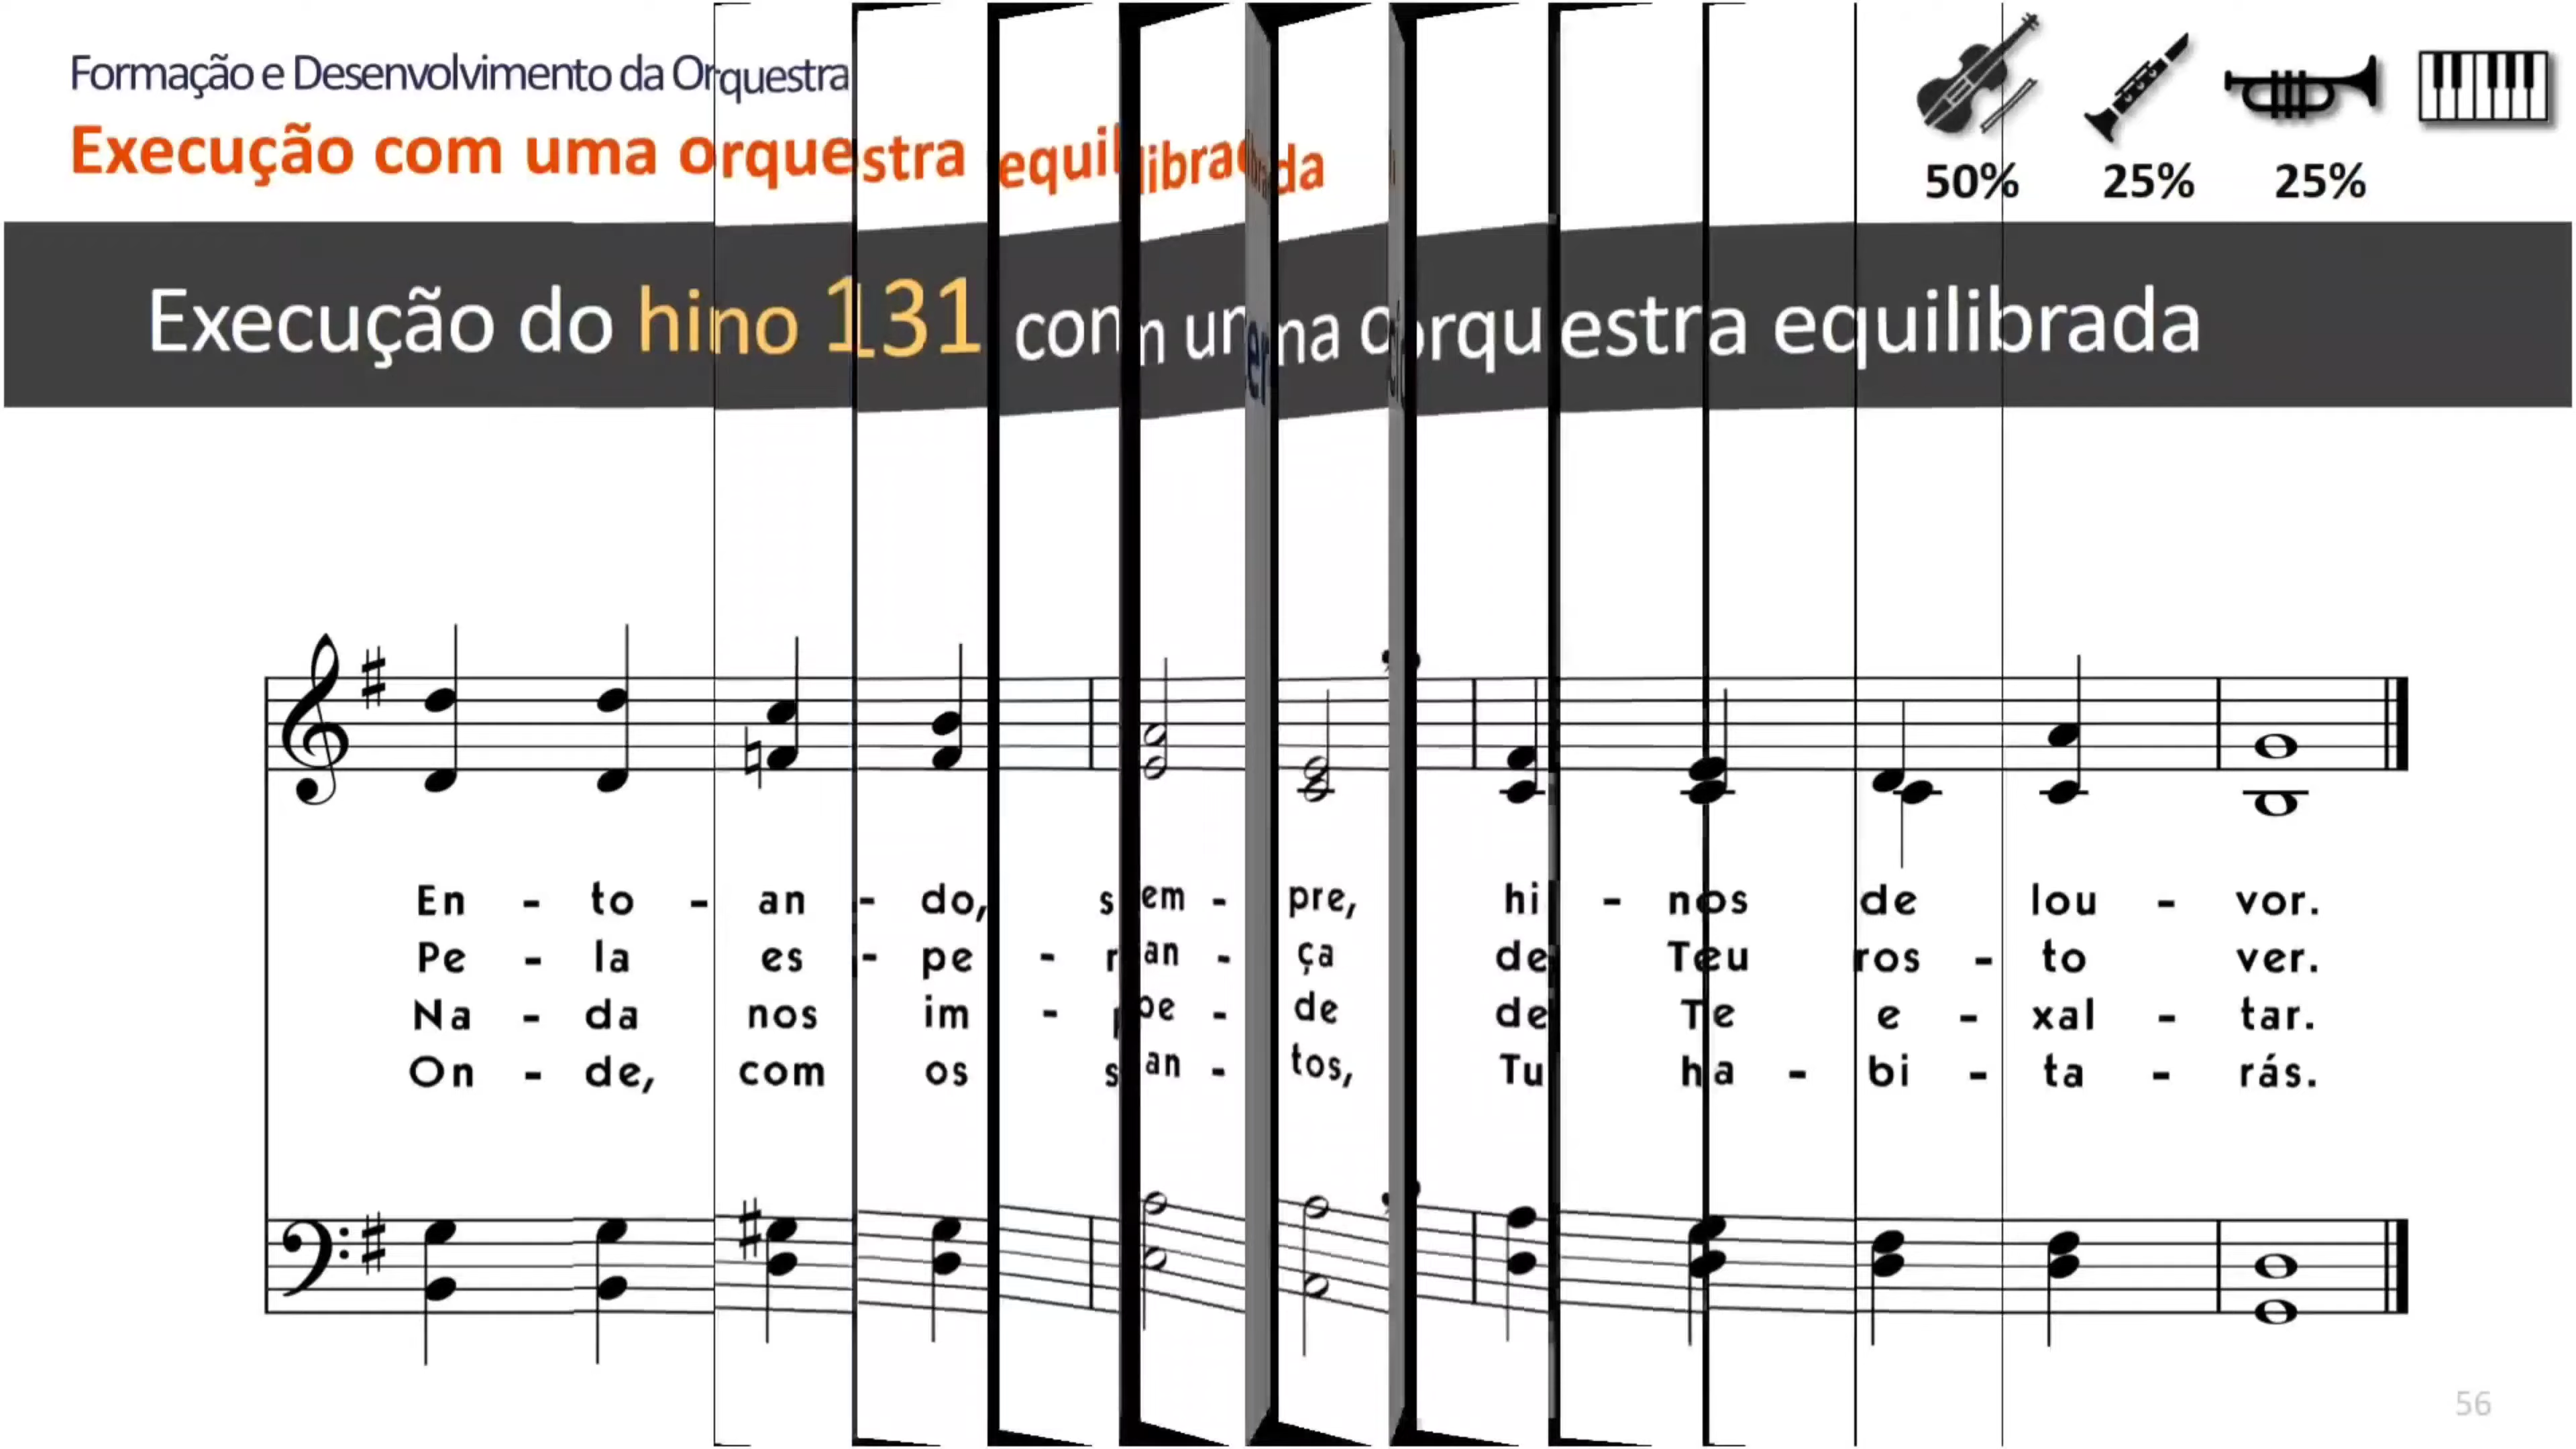 Formação e Desenvolvimento da Orquestra
Execução com uma orquestra equilibrada
50% 25% 25%
Execução do hino 131 com uma orquestra equilibrada
En - to - an - do, sem - pre, hi - nos de lou - vor.
Pe - la es - pe - ran - ça de Teu ros - to ver.
Na - da nos im - pe - de de Te e - xal - tar.
On - de, com os san - tos, Tu ha - bi - ta - rás.
56